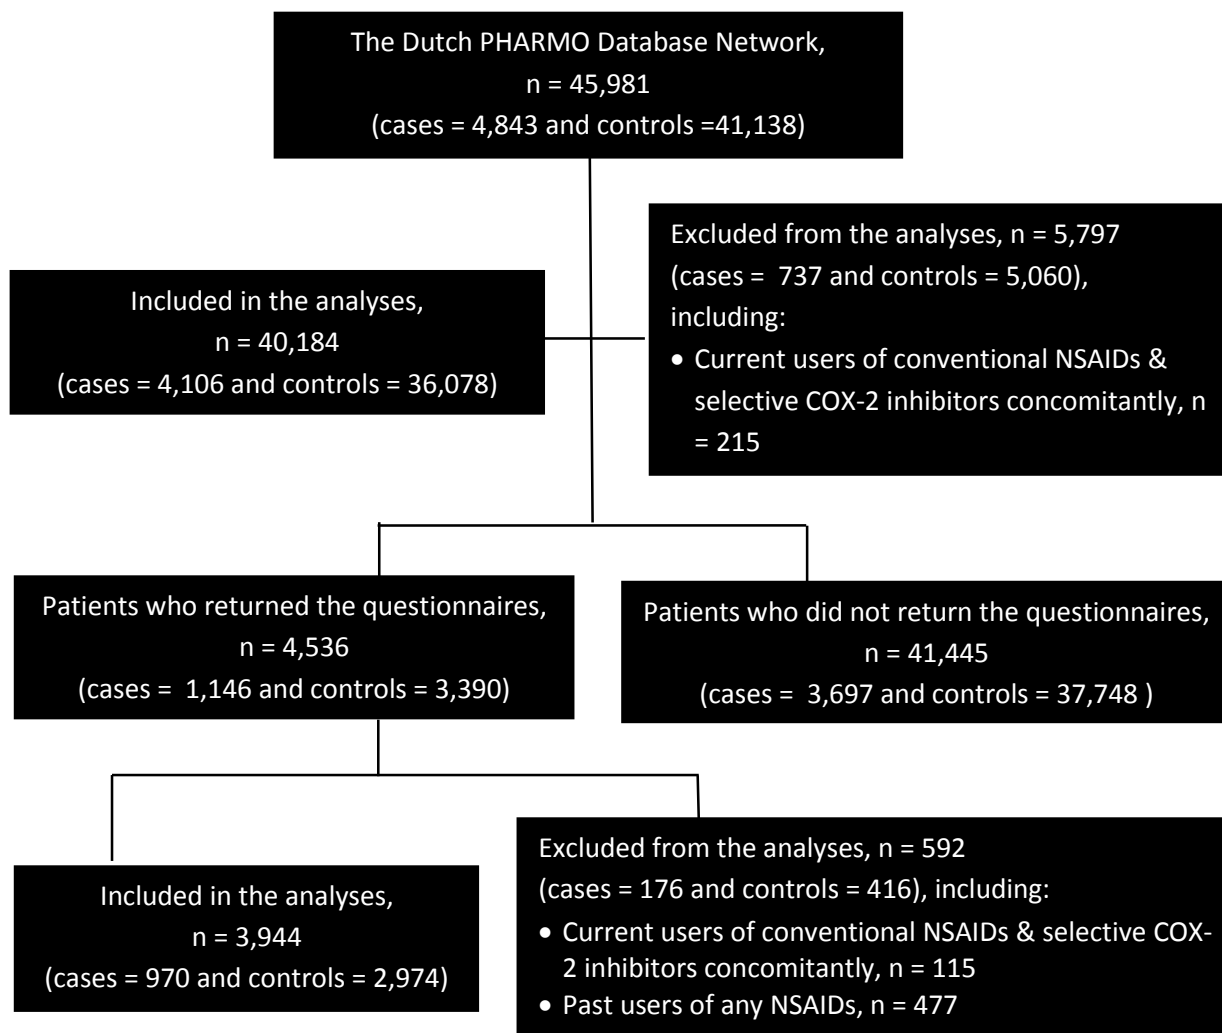 The Dutch PHARMO Database Network,
n = 45,981
(cases = 4,843 and controls =41,138)
Excluded from the analyses, n = 5,797
(cases =  737 and controls = 5,060),
including:
• Current users of conventional NSAIDs &
selective COX-2 inhibitors concomitantly, n
= 215
Included in the analyses,
n = 40,184
(cases = 4,106 and controls = 36,078)
Patients who returned the questionnaires,
n = 4,536
(cases =  1,146 and controls = 3,390)
Patients who did not return the questionnaires,
n = 41,445
(cases =  3,697 and controls = 37,748 )
Included in the analyses,
n = 3,944
(cases = 970 and controls = 2,974)
Excluded from the analyses, n = 592
(cases = 176 and controls = 416), including:
• Current users of conventional NSAIDs & selective COX-
2 inhibitors concomitantly, n = 115
• Past users of any NSAIDs, n = 477